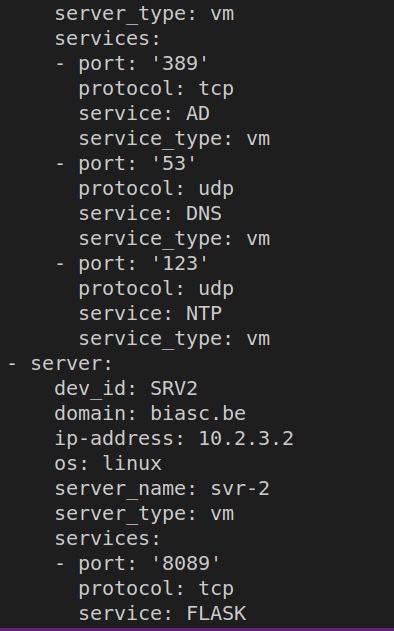 server_type: vm
    services:
    - port: '389'
      protocol: tcp
      service: AD
      service_type: vm
    - port: '53'
      protocol: udp
      service: DNS
      service_type: vm
    - port: '123'
      protocol: udp
      service: NTP
      service_type: vm
- server:
    dev_id: SRV2
    domain: biasc.be
    ip-address: 10.2.3.2
    os: linux
    server_name: svr-2
    server_type: vm
    services:
    - port: '8089'
      protocol: tcp
      service: FLASK